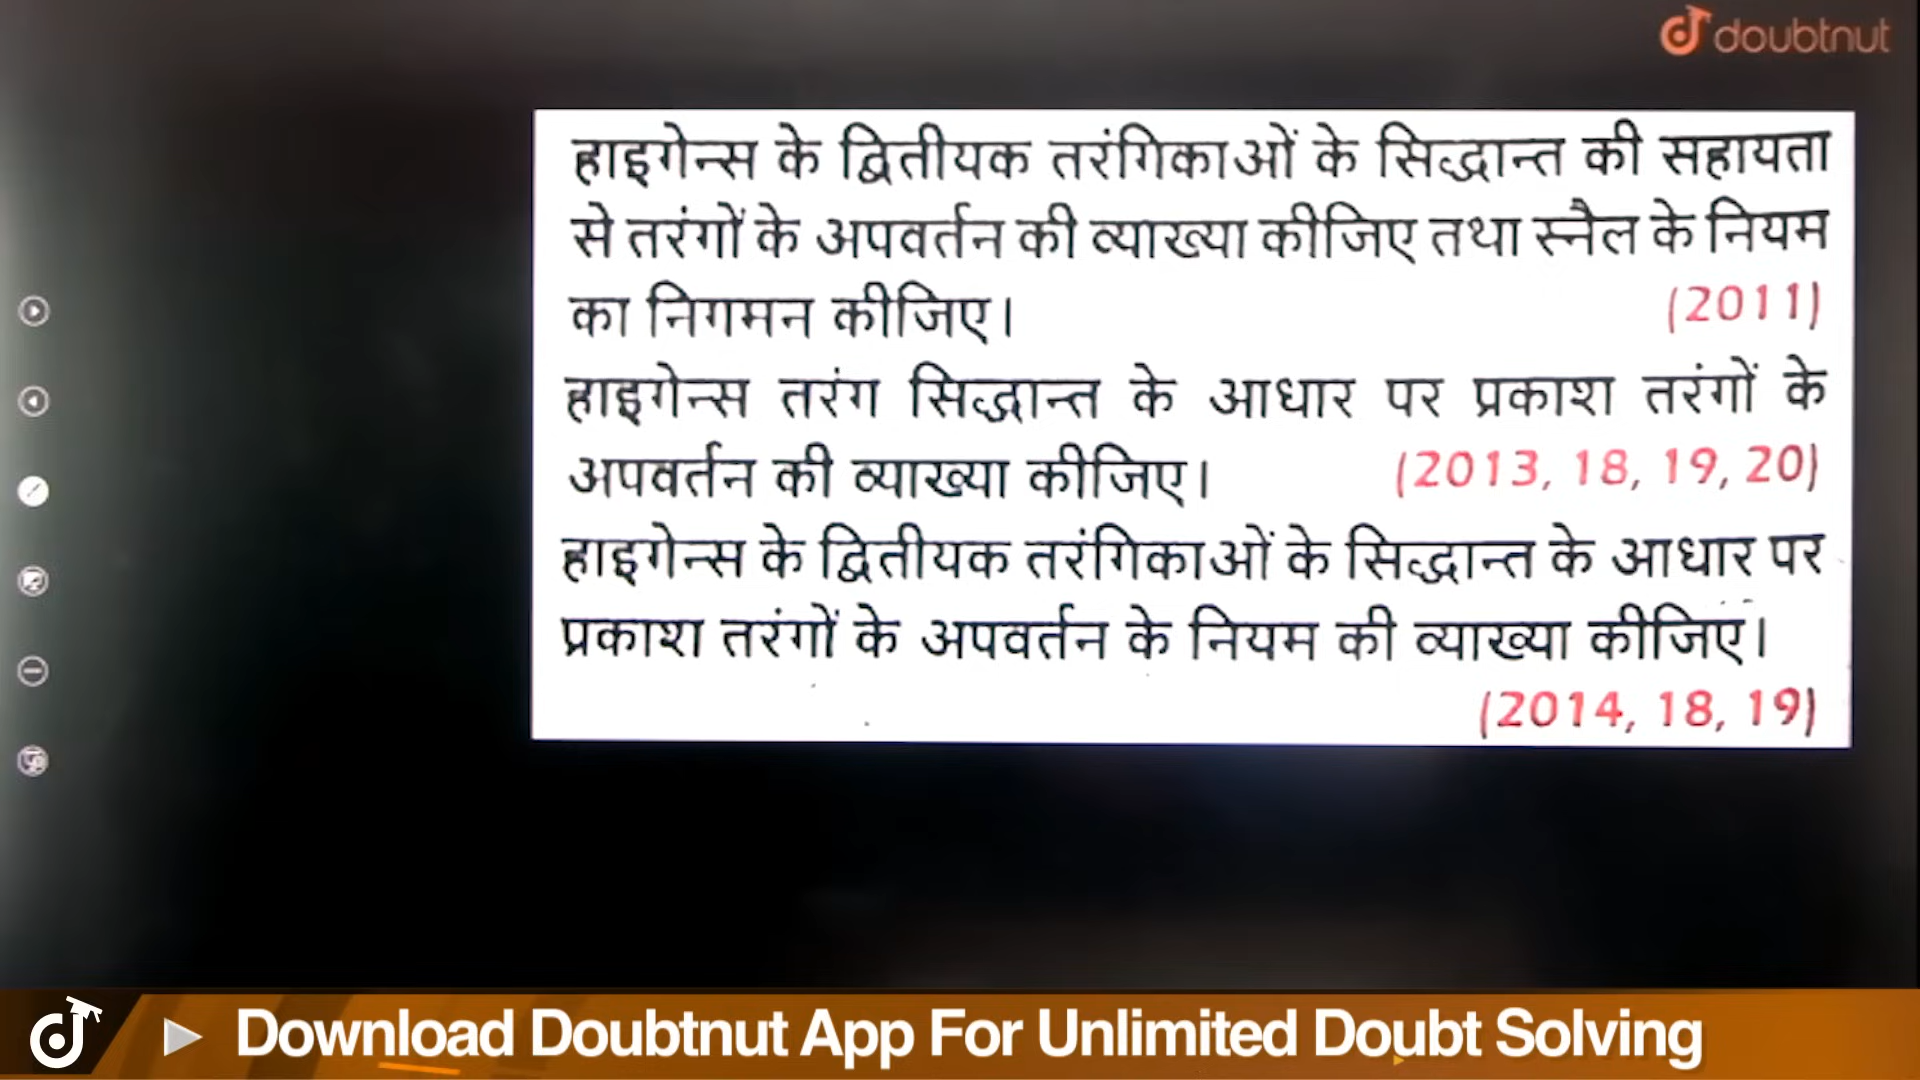 doubtnut
हाइगेन्स के द्वितीयक तरंगिकाओं के सिद्धान्त की सहायता
से तरंगों के अपवर्तन की व्याख्या कीजिए तथा स्नैल के नियम
का निगमन कीजिए। (2011)
हाइगेन्स तरंग सिद्धान्त के आधार पर प्रकाश तरंगों के
अपवर्तन की व्याख्या कीजिए। (2013, 18, 19, 20)
हाइगेन्स के द्वितीयक तरंगिकाओं के सिद्धान्त के आधार पर
प्रकाश तरंगों के अपवर्तन के नियम की व्याख्या कीजिए।
(2014, 18, 19)
Download Doubtnut App For Unlimited Doubt Solving